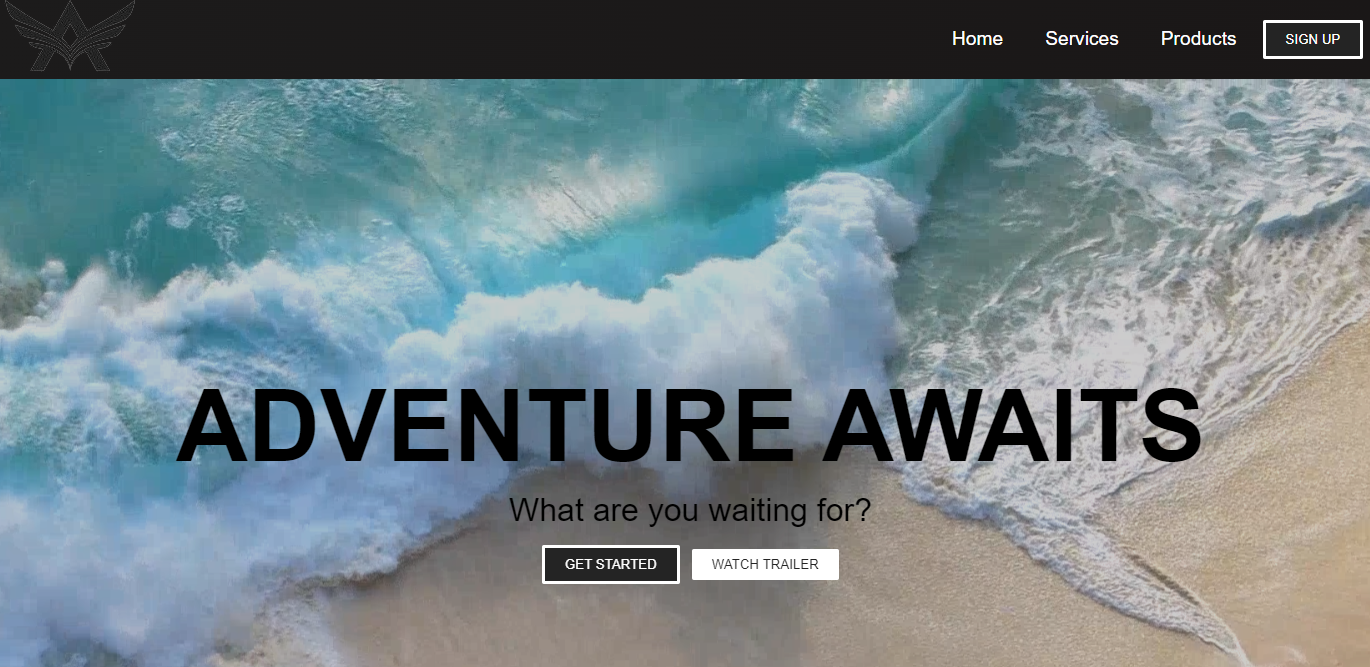 Home Services Products SIGN UP
ADVENTURE AWAITS
What are you waiting for?
GET STARTED WATCH TRAILER